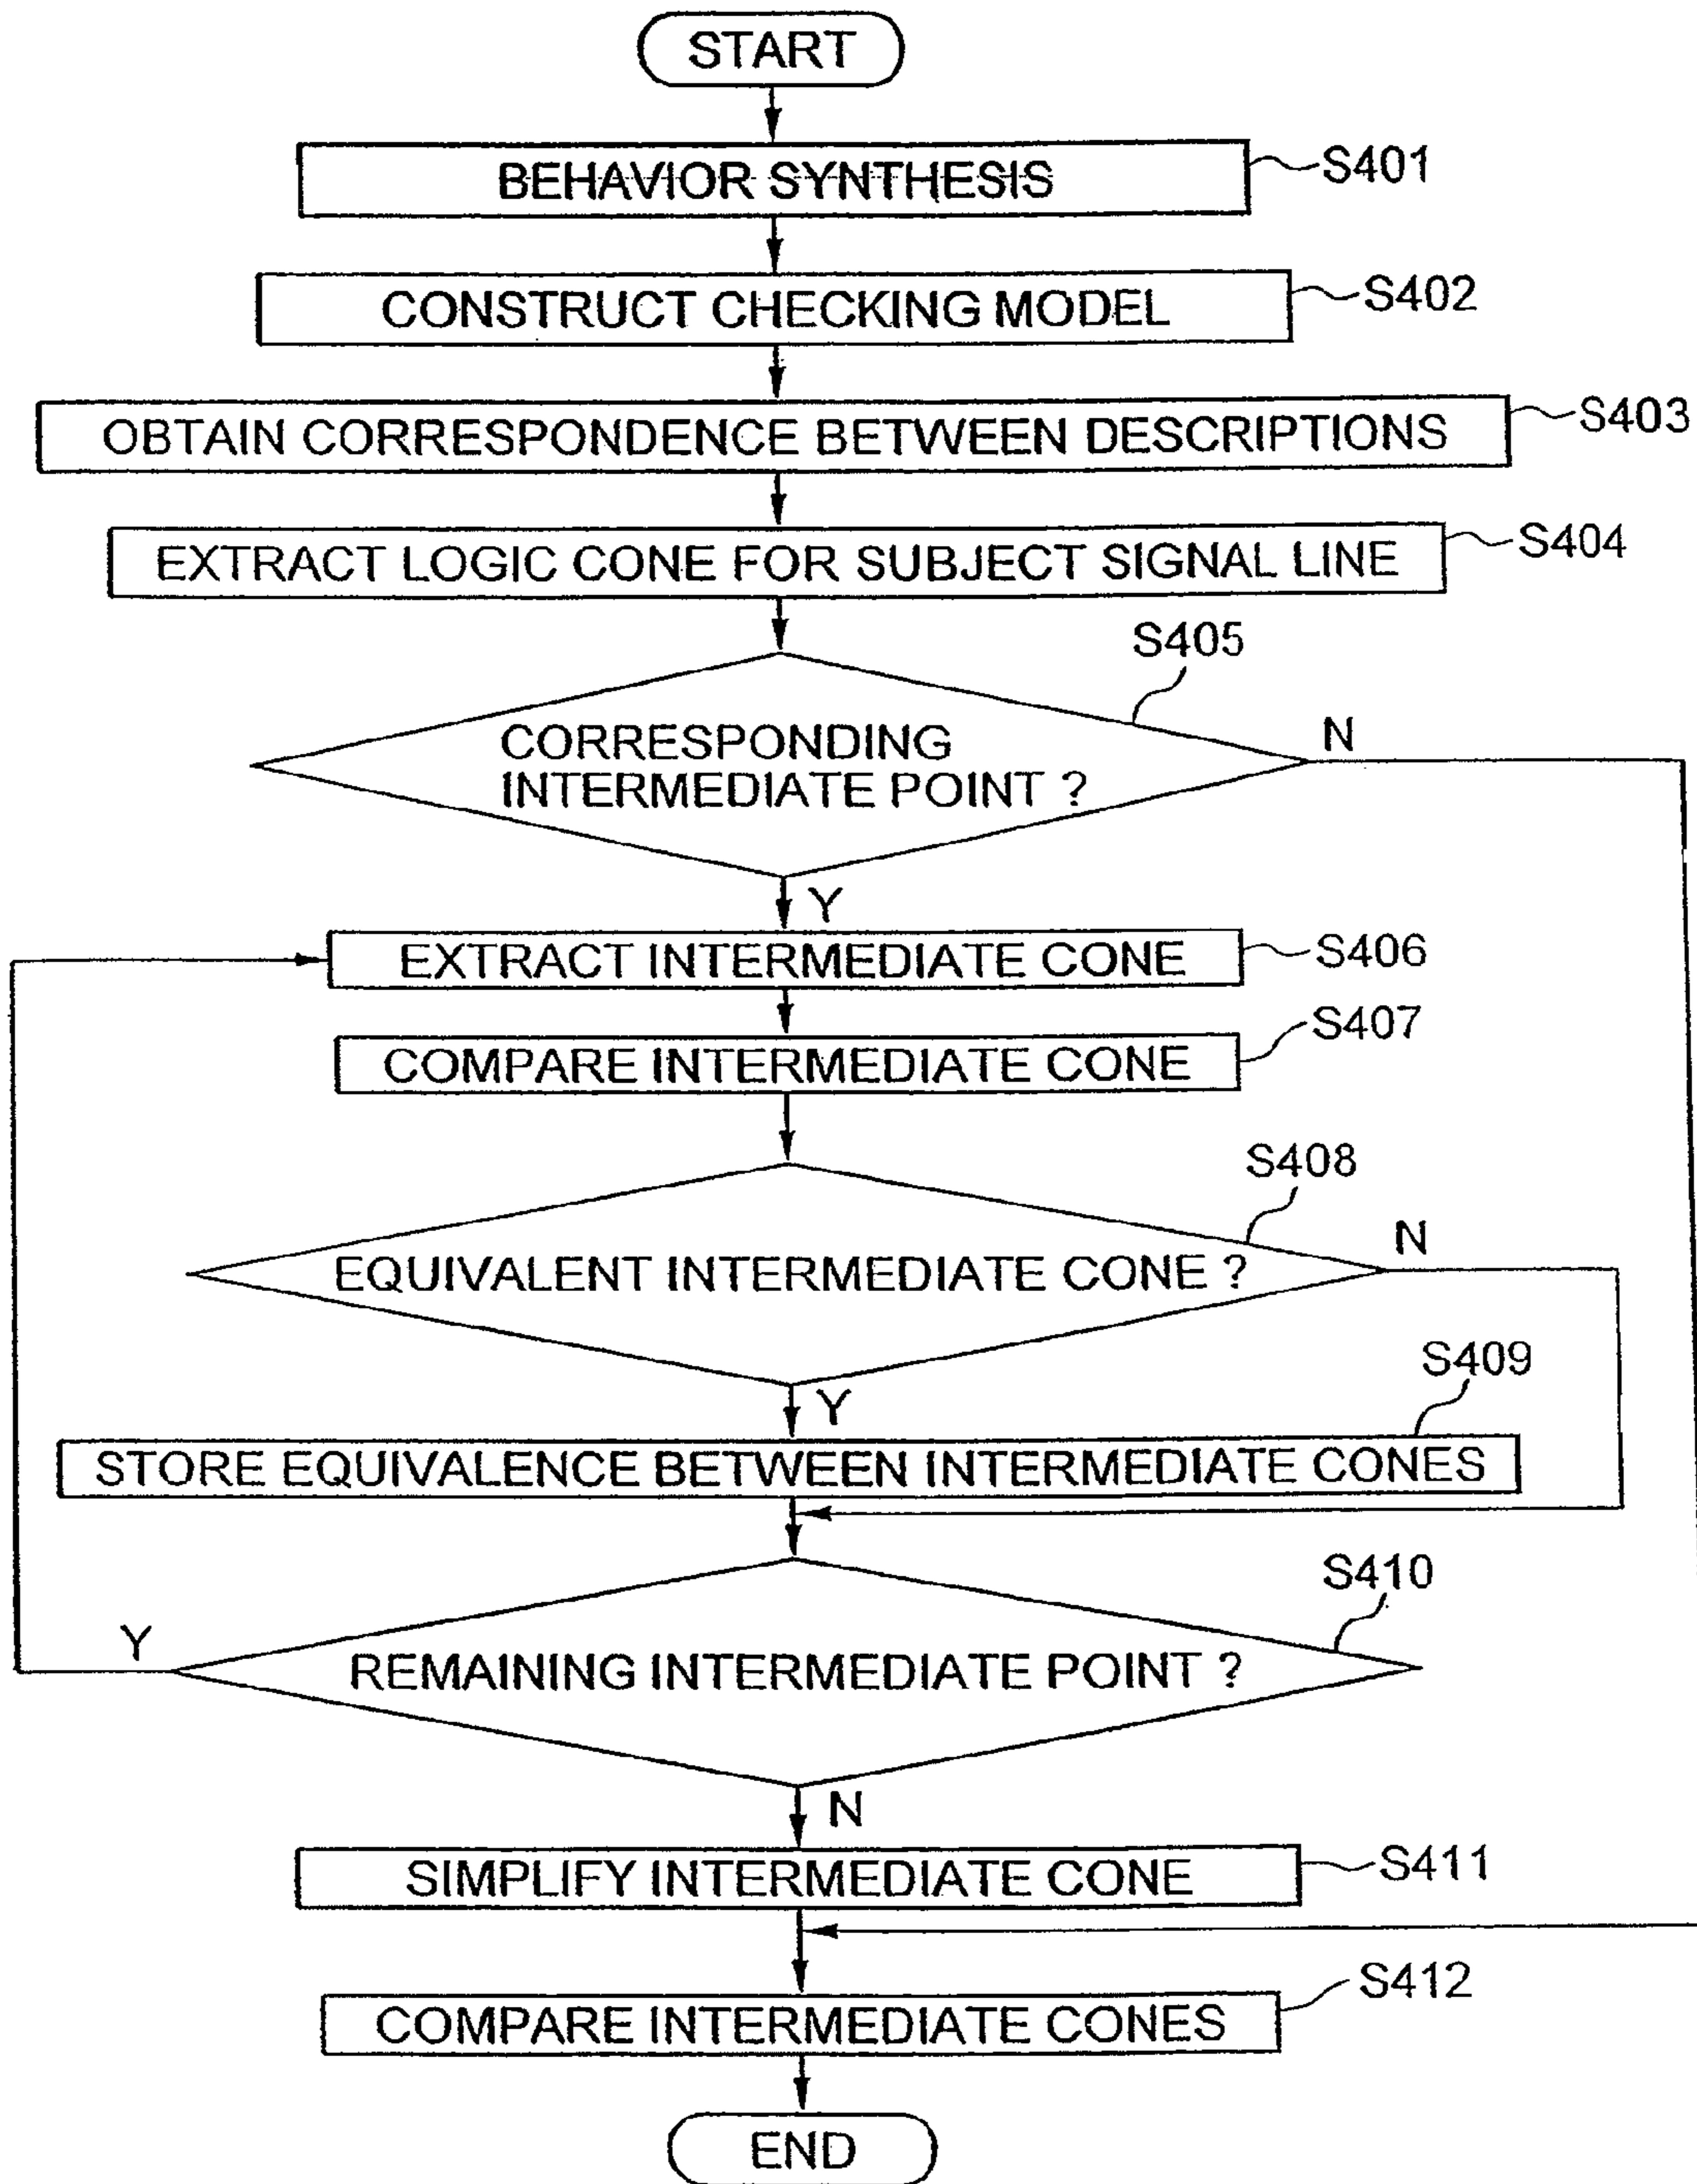 START
BEHAVIOR SYNTHESIS
S401
CONSTRUCT CHECKING MODEL
S402
OBTAIN CORRESPONDENCE BETWEEN DESCRIPTIONS
S403
EXTRACT LOGIC CONE FOR SUBJECT SIGNAL LINE
S404
S405
CORRESPONDING
INTERMEDIATE POINT ?
N
Y
EXTRACT INTERMEDIATE CONE
S406
COMPARE INTERMEDIATE CONE
S407
S408
EQUIVALENT INTERMEDIATE CONE ?
N
Y
S409
STORE EQUIVALENCE BETWEEN INTERMEDIATE CONES
S410
Y
REMAINING INTERMEDIATE POINT ?
N
SIMPLIFY INTERMEDIATE CONE
S411
COMPARE INTERMEDIATE CONES
S412
END